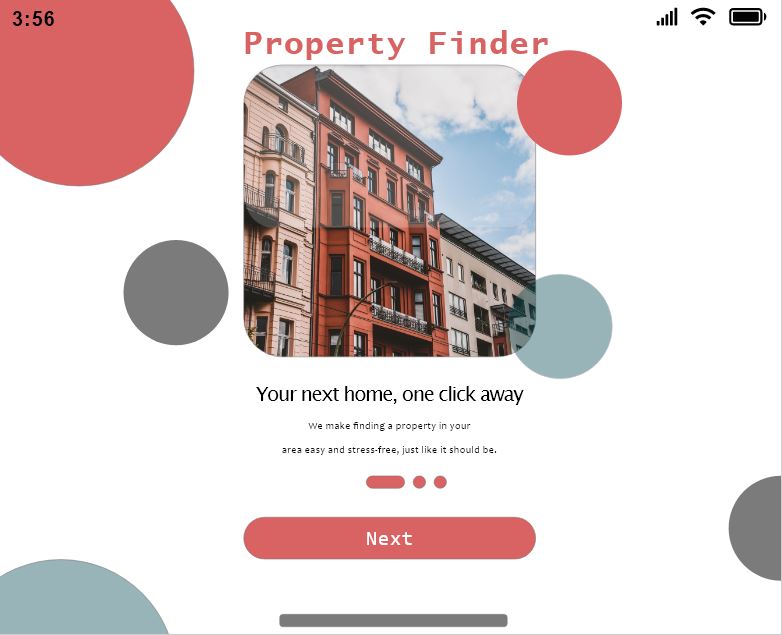 3:56
Property Finder
Your next home, one click away
We make finding a property in your
area easy and stress-free, just like it should be.
Next